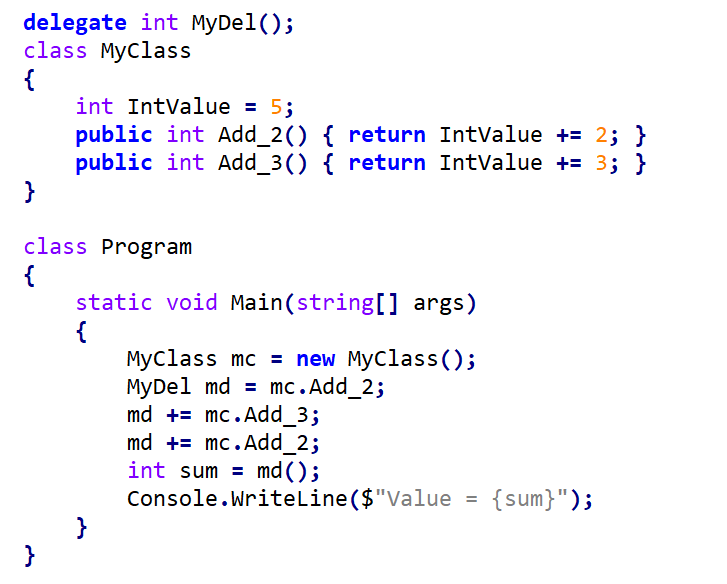 delegate int MyDel();
class MyClass
{
    int IntValue = 5;
    public int Add_2() { return IntValue += 2; }
    public int Add_3() { return IntValue += 3; }
}

class Program
{
    static void Main(string[] args)
    {
        MyClass mc = new MyClass();
        MyDel md = mc.Add_2;
        md += mc.Add_3;
        md += mc.Add_2;
        int sum = md();
        Console.WriteLine($"Value = {sum}");
    }
}